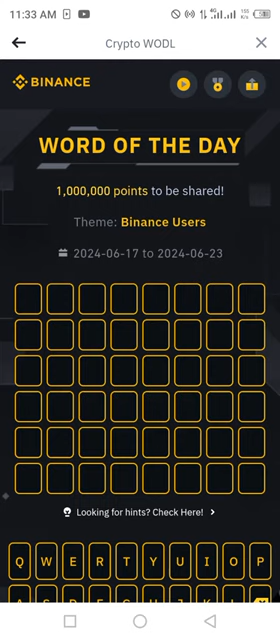 11:33 AM
4G
Crypto WODL
BINANCE
WORD OF THE DAY
1,000,000 points to be shared!
Theme: Binance Users
2024-06-17 to 2024-06-23
Looking for hints? Check Here! >
Q W E R T Y U I O P